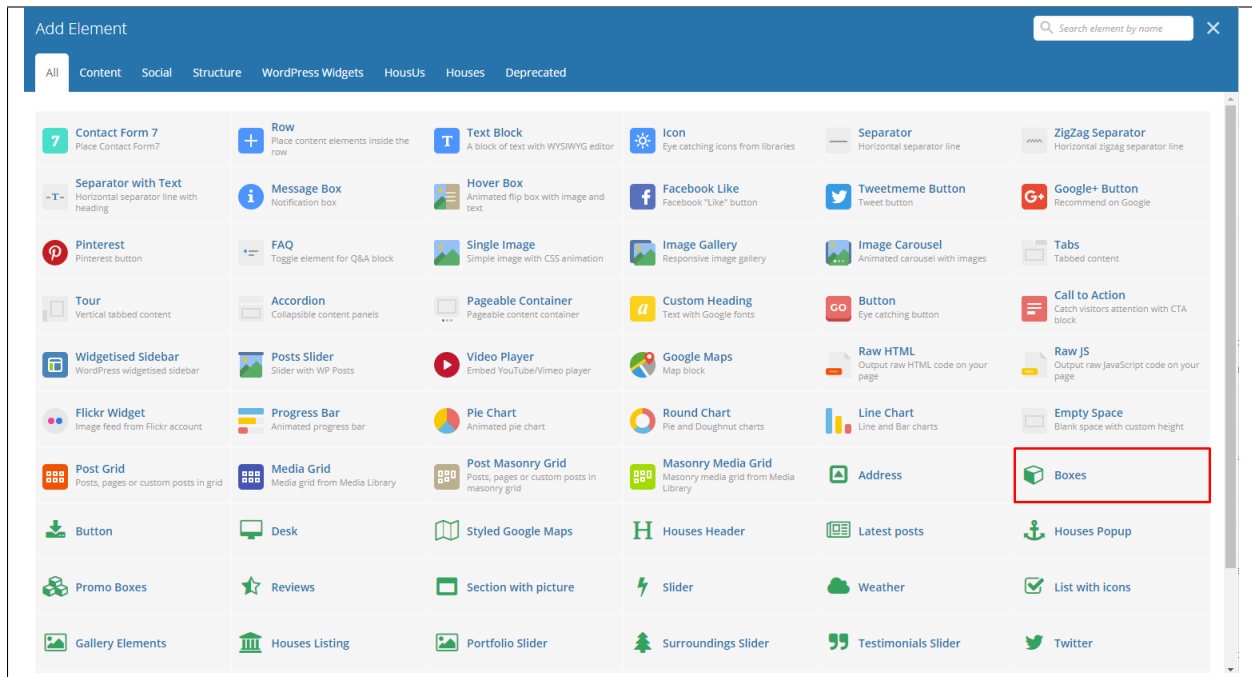 Add Element
Search element by name
All Content Social Structure WordPress Widgets HousUs Houses Deprecated
7 Contact Form 7
Place Contact Form7
Row
Place content elements inside the
row
T Text Block
A block of text with WYSIWYG editor
Icon
Eye catching icons from libraries
Separator
Horizontal separator line
ZigZag Separator
Horizontal zigzag separator line
-T- Separator with Text
Horizontal separator line with
heading
i Message Box
Notification box
Hover Box
Animated flip box with image and
text
f Facebook Like
Facebook "Like" button
Tweetmeme Button
Tweet button
G+ Google+ Button
Recommend on Google
Pinterest
Pinterest button
FAQ
Toggle element for Q&A block
Single Image
Simple image with CSS animation
Image Gallery
Responsive image gallery
Image Carousel
Animated carousel with images
Tabs
Tabbed content
Tour
Vertical tabbed content
Accordion
Collapsible content panels
Pageable Container
Pageable content container
a Custom Heading
Text with Google fonts
GO Button
Eye catching button
Call to Action
Catch visitors attention with CTA
block
Widgetised Sidebar
WordPress widgetised sidebar
Posts Slider
Slider with WP Posts
Video Player
Embed YouTube/Vimeo player
Google Maps
Map block
Raw HTML
Output raw HTML code on your
page
Raw JS
Output raw JavaScript code on your
page
Flickr Widget
Image feed from Flickr account
Progress Bar
Animated progress bar
Pie Chart
Animated pie chart
Round Chart
Pie and Doughnut charts
Line Chart
Line and Bar charts
Empty Space
Blank space with custom height
Post Grid
Posts, pages or custom posts in grid
Media Grid
Media grid from Media Library
Post Masonry Grid
Posts, pages or custom posts in
masonry grid
Masonry Media Grid
Masonry media grid from Media
Library
Address
Boxes
Button
Desk
Styled Google Maps
H Houses Header
Latest posts
Houses Popup
Promo Boxes
Reviews
Section with picture
Slider
Weather
List with icons
Gallery Elements
Houses Listing
Portfolio Slider
Surroundings Slider
Testimonials Slider
Twitter